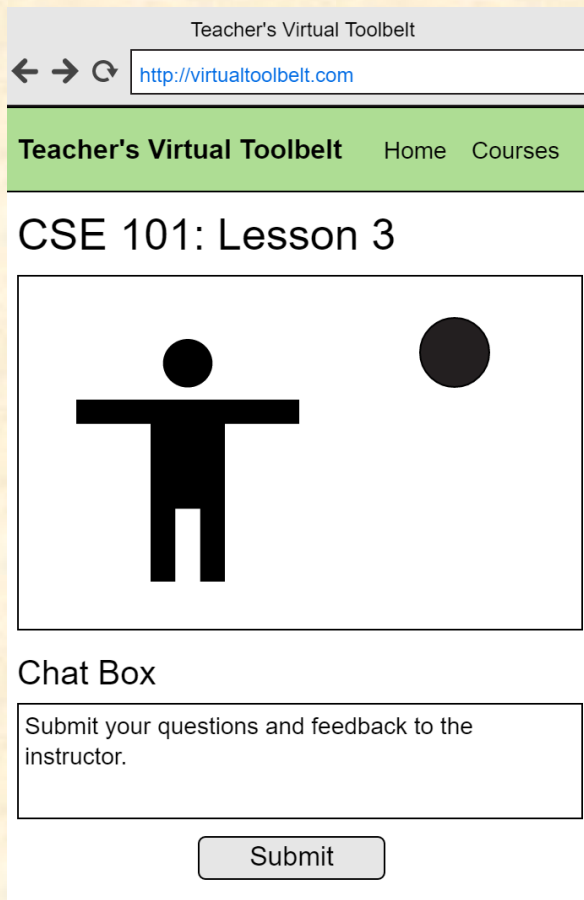 Teacher's Virtual Toolbelt
http://virtualtoolbelt.com
Teacher's Virtual Toolbelt Home Courses
CSE 101: Lesson 3
Chat Box
Submit your questions and feedback to the
instructor.
Submit